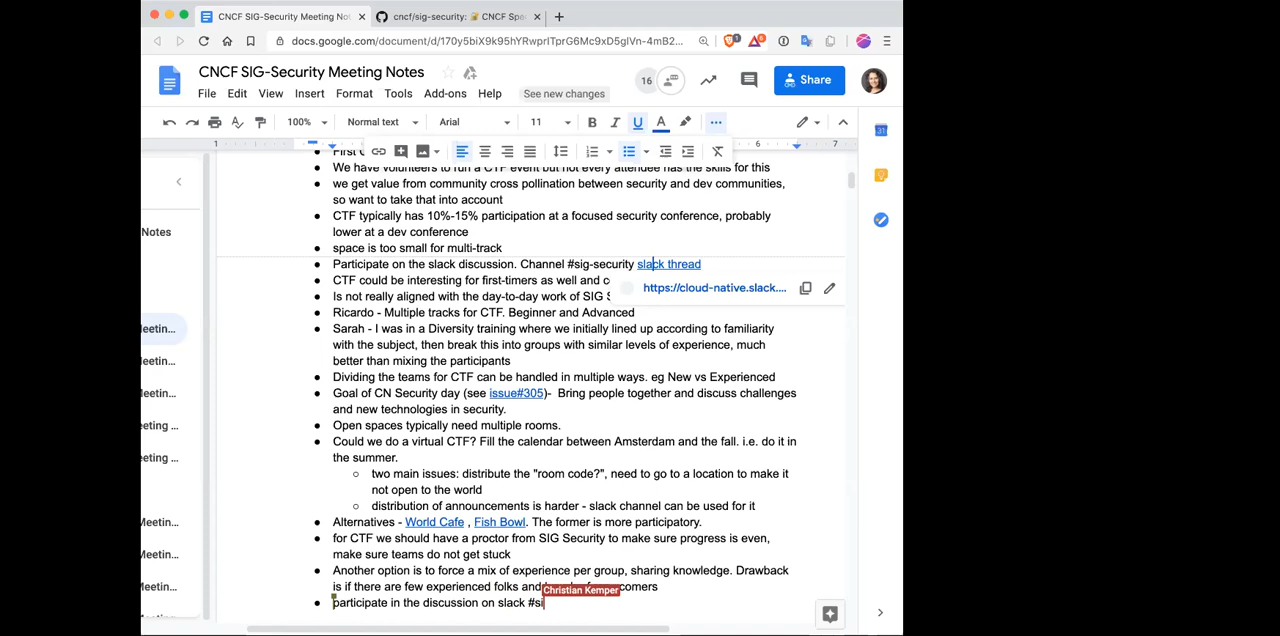 CNCF SIG-Security Meeting Not
cncf/sig-security: 🔐 CNCF Spe
docs.google.com/document/d/170y5biX9k95hYRwprITprG6Mc9xD5gIVn-4mB2...
CNCF SIG-Security Meeting Notes
16
Share
File Edit View Insert Format Tools Add-ons Help See new changes
100% Normal text Arial 11 B I U A
1 6 7
We have volunteers to run a CTF event but not every attendee has the skills for this
we get value from community cross pollination between security and dev communities,
so want to take that into account
CTF typically has 10%-15% participation at a focused security conference, probably
lower at a dev conference
space is too small for multi-track
Participate on the slack discussion. Channel #sig-security slack thread
CTF could be interesting for first-timers as well and
https://cloud-native.slack....
Is not really aligned with the day-to-day work of SIG
Ricardo - Multiple tracks for CTF. Beginner and Advanced
Sarah - I was in a Diversity training where we initially lined up according to familiarity
with the subject, then break this into groups with similar levels of experience, much
better than mixing the participants
Dividing the teams for CTF can be handled in multiple ways. eg New vs Experienced
Goal of CN Security day (see issue#305)- Bring people together and discuss challenges
and new technologies in security.
Open spaces typically need multiple rooms.
Could we do a virtual CTF? Fill the calendar between Amsterdam and the fall. i.e. do it in
the summer.
two main issues: distribute the "room code?", need to go to a location to make it
not open to the world
distribution of announcements is harder - slack channel can be used for it
Alternatives - World Cafe , Fish Bowl. The former is more participatory.
for CTF we should have a proctor from SIG Security to make sure progress is even,
make sure teams do not get stuck
Another option is to force a mix of experience per group, sharing knowledge. Drawback
is if there are few experienced folks and
Christian Kemper
participate in the discussion on slack #si
Notes
eetin...
Meetin...
Meetin...
eeting ...
eeting ...
Meetin...
Meetin...
Meetin...